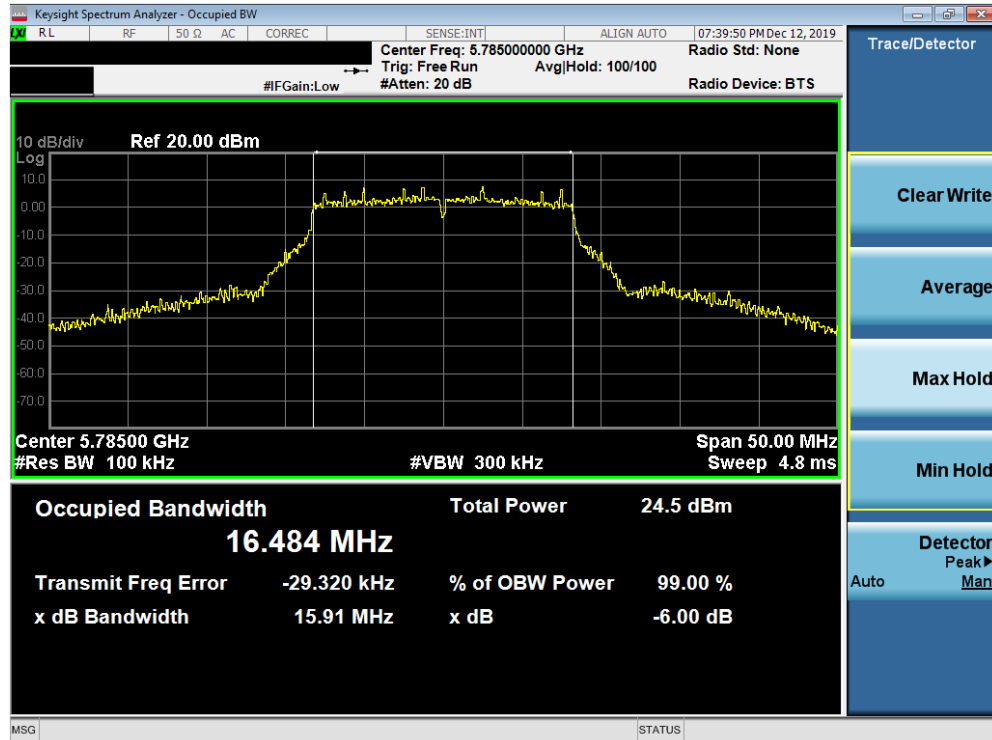 Keysight Spectrum Analyzer - Occupied BW
LXI RL RF 50 Ω AC CORREC SENSE:INT ALIGN AUTO 07:39:50 PM Dec 12, 2019
Center Freq: 5.785000000 GHz Radio Std: None
Trig: Free Run Avg|Hold: 100/100
#IFGain:Low #Atten: 20 dB Radio Device: BTS
Trace/Detector
10 dB/div Ref 20.00 dBm
Log
10.0
0.00
-10.0
-20.0
-30.0
-40.0
-50.0
-60.0
-70.0
Center 5.78500 GHz Span 50.00 MHz
#Res BW 100 kHz #VBW 300 kHz Sweep 4.8 ms
Occupied Bandwidth Total Power 24.5 dBm
16.484 MHz
Transmit Freq Error -29.320 kHz % of OBW Power 99.00 %
x dB Bandwidth 15.91 MHz x dB -6.00 dB
Clear Write
Average
Max Hold
Min Hold
Detector
Peak▶
Auto Man
MSG STATUS